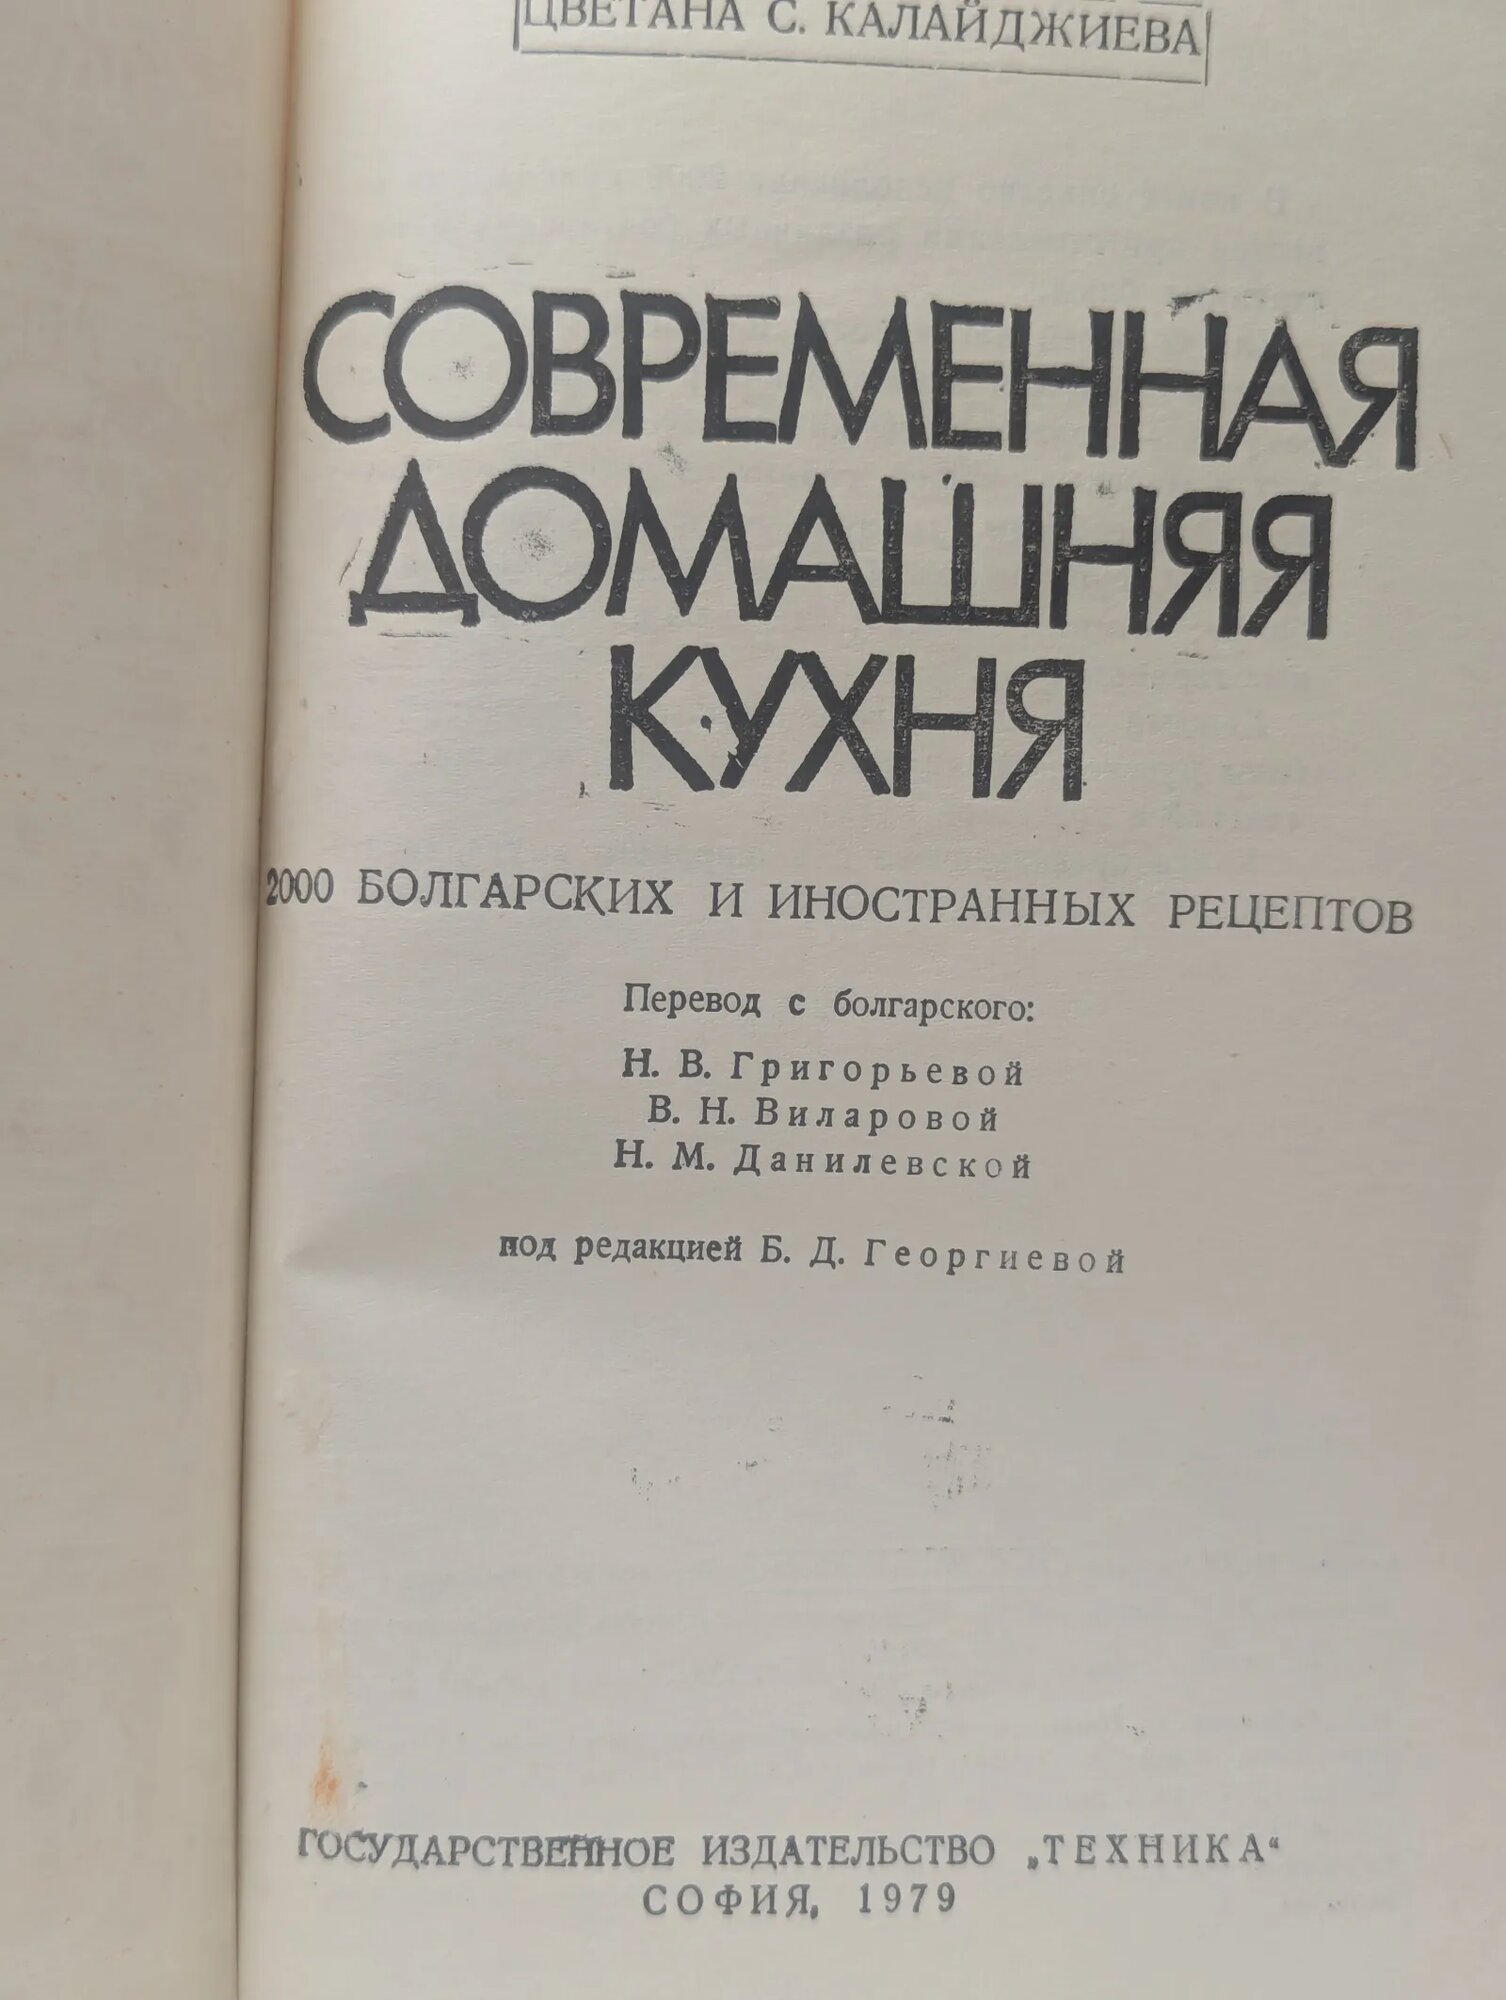 ЦВЕТАНА С. КАЛАЙДЖИЕВА
СОВРЕМЕННАЯ
ДОМАШНЯЯ
КУХНЯ
2000 БОЛГАРСКИХ И ИНОСТРАННЫХ РЕЦЕПТОВ
Перевод с болгарского:
Н. В. Григорьевой
В. Н. Виларовой
Н. М. Данилевской
под редакцией Б. Д. Георгиевой
ГОСУДАРСТВЕННОЕ ИЗДАТЕЛЬСТВО „ТЕХНИКА“
СОФИЯ, 1979